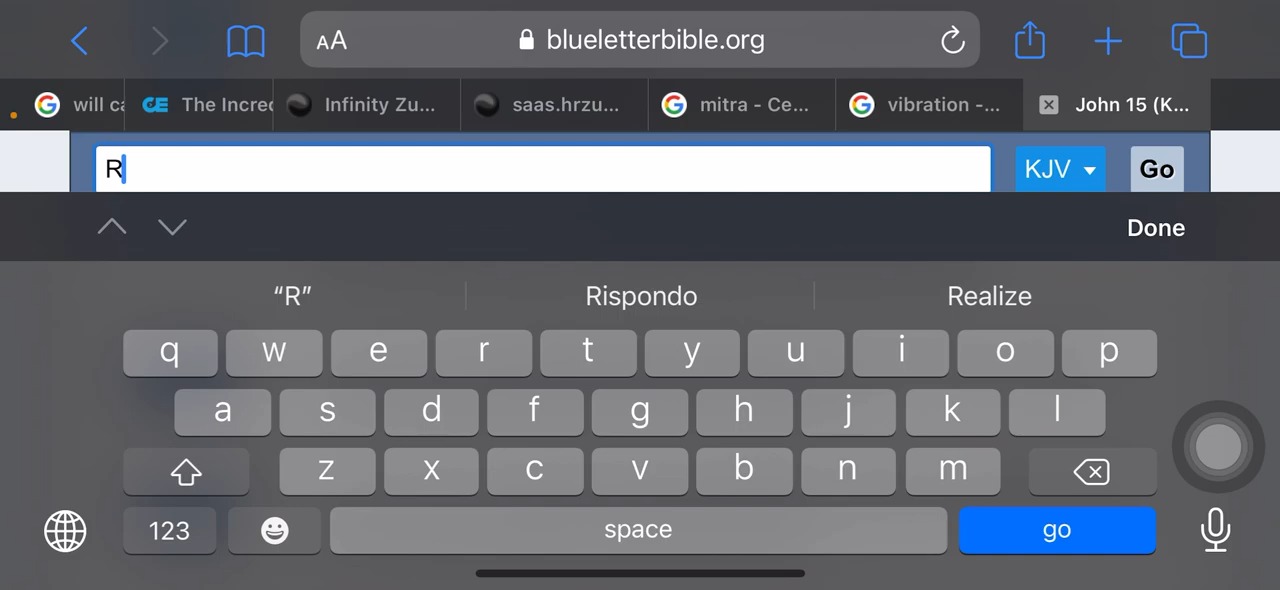 AA blueletterbible.org
will ca The Incred Infinity Zu... saas.hrzu... mitra - Ce... vibration -... John 15 (K...
R KJV Go
Done
“R” Rispondo Realize
q w e r t y u i o p
a s d f g h j k l
z x c v b n m
123 space go